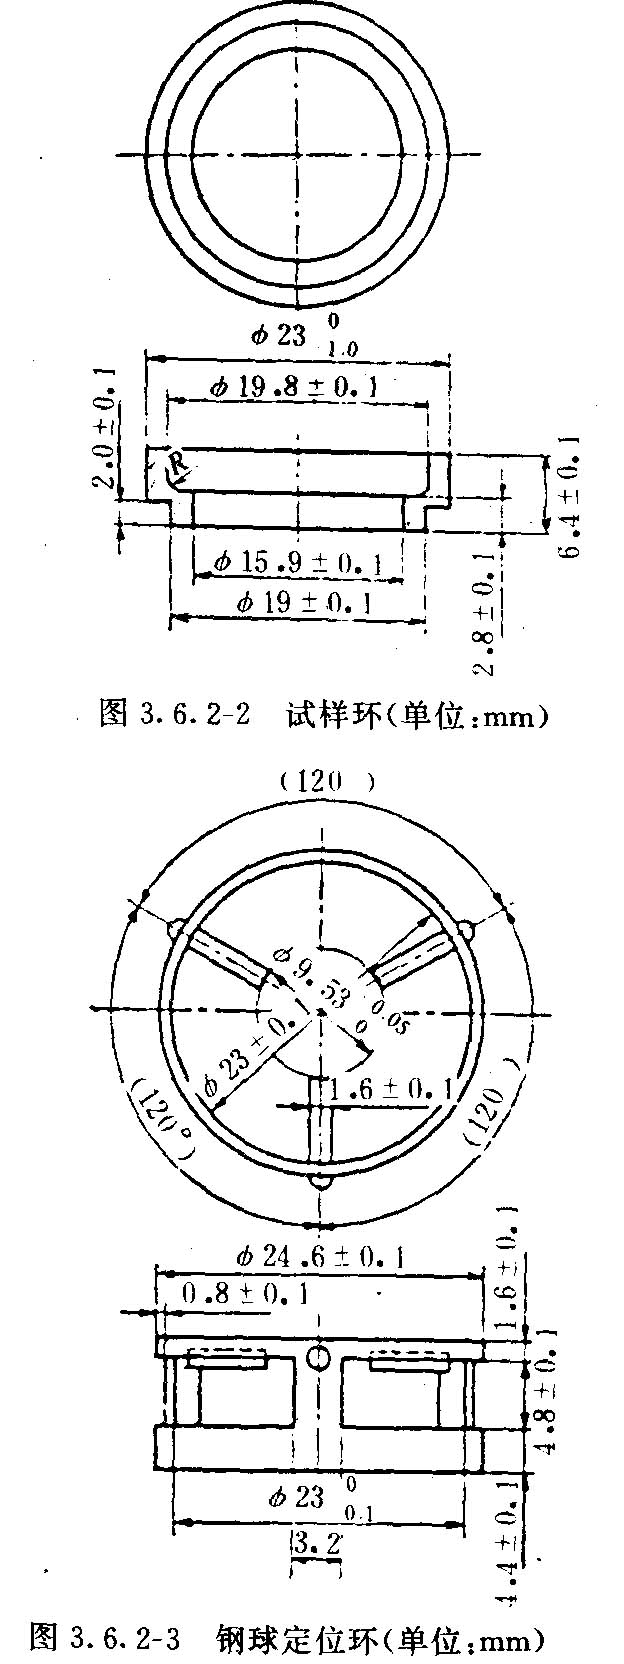 φ23 0
1.0
φ19.8±0.1
2.0±0.1
R
6.4±0.1
φ15.9±0.1
φ19±0.1
2.8±0.1
图 3.6.2-2 试样环(单位:mm)
(120 )
φ9.53 0.05
0
φ23±0.
1.6±0.1
(120°)
(120 )
φ24.6±0.1
0.8±0.1
1.6±0.1
4.8±0.1
φ23 0
0.1
3.2
4.4±0.1
图 3.6.2-3 钢球定位环(单位:mm)